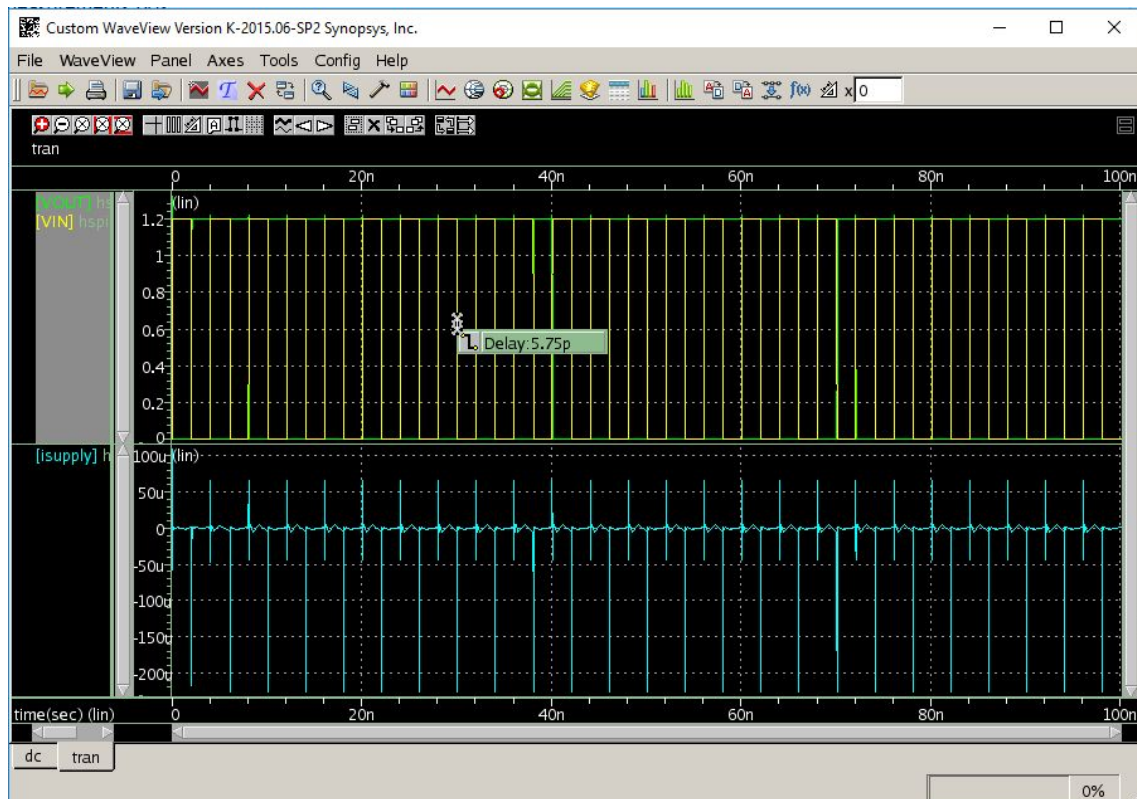 Custom WaveView Version K-2015.06-SP2 Synopsys, Inc.
File WaveView Panel Axes Tools Config Help
f(x) x 0
tran
0 20n 40n 60n 80n 100n
[VOUT] hs (lin)
[VIN] hspi 1.2
1
0.8
0.6
Delay:5.75p
0.4
0.2
0
[isupply] h 100u (lin)
50u
0
-50u
-100u
-150u
-200u
time(sec) (lin) 0 20n 40n 60n 80n 100n
dc tran
0%